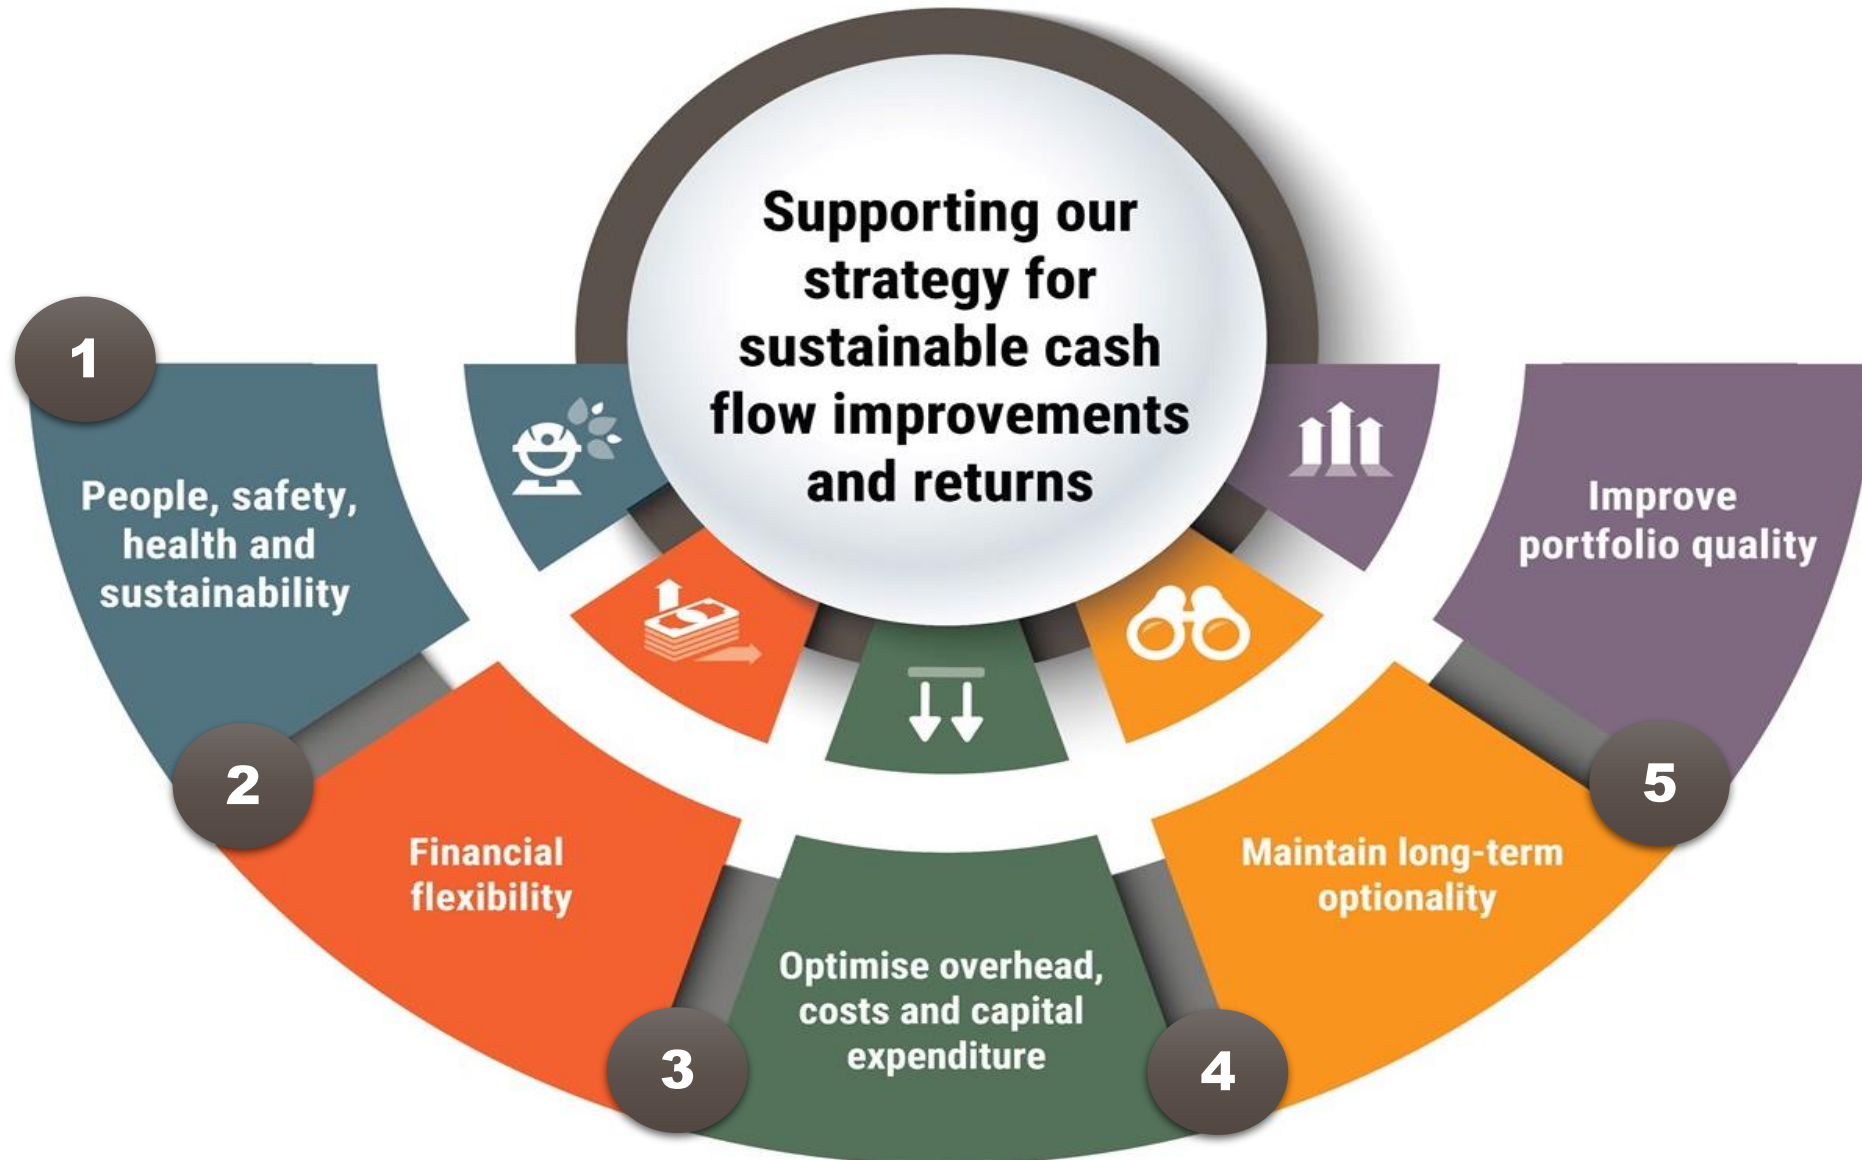 Supporting our
strategy for
sustainable cash
flow improvements
and returns
1
People, safety,
health and
sustainability
2
Financial
flexibility
3
Optimise overhead,
costs and capital
expenditure
4
Maintain long-term
optionality
5
Improve
portfolio quality